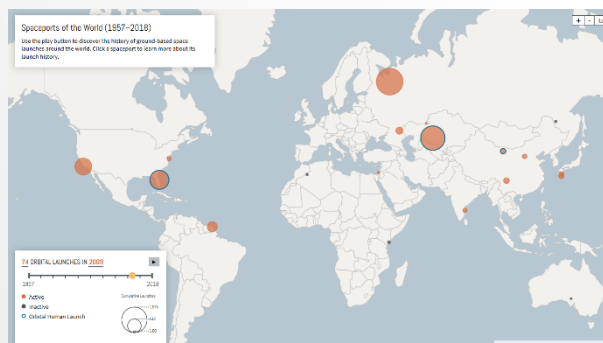 Spaceports of the World (1957–2018)
Use the play button to discover the history of ground-based space
launches around the world. Click a spaceport to learn more about its
launch history.
+ -
74 ORBITAL LAUNCHES IN 2009
1957 2018
Active
Inactive
Orbital Human Launch
Cumulative Launches